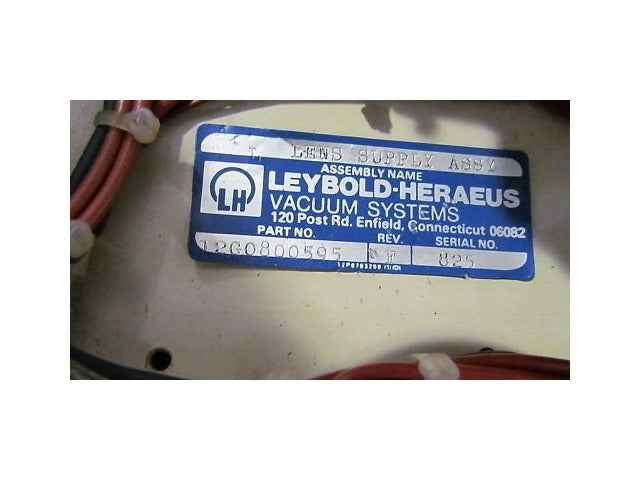 L LENS SUPPLY ASSY
ASSEMBLY NAME
LH
LEYBOLD-HERAEUS
VACUUM SYSTEMS
120 Post Rd. Enfield, Connecticut 06082
PART NO. REV. SERIAL NO.
12G0800595 F 825